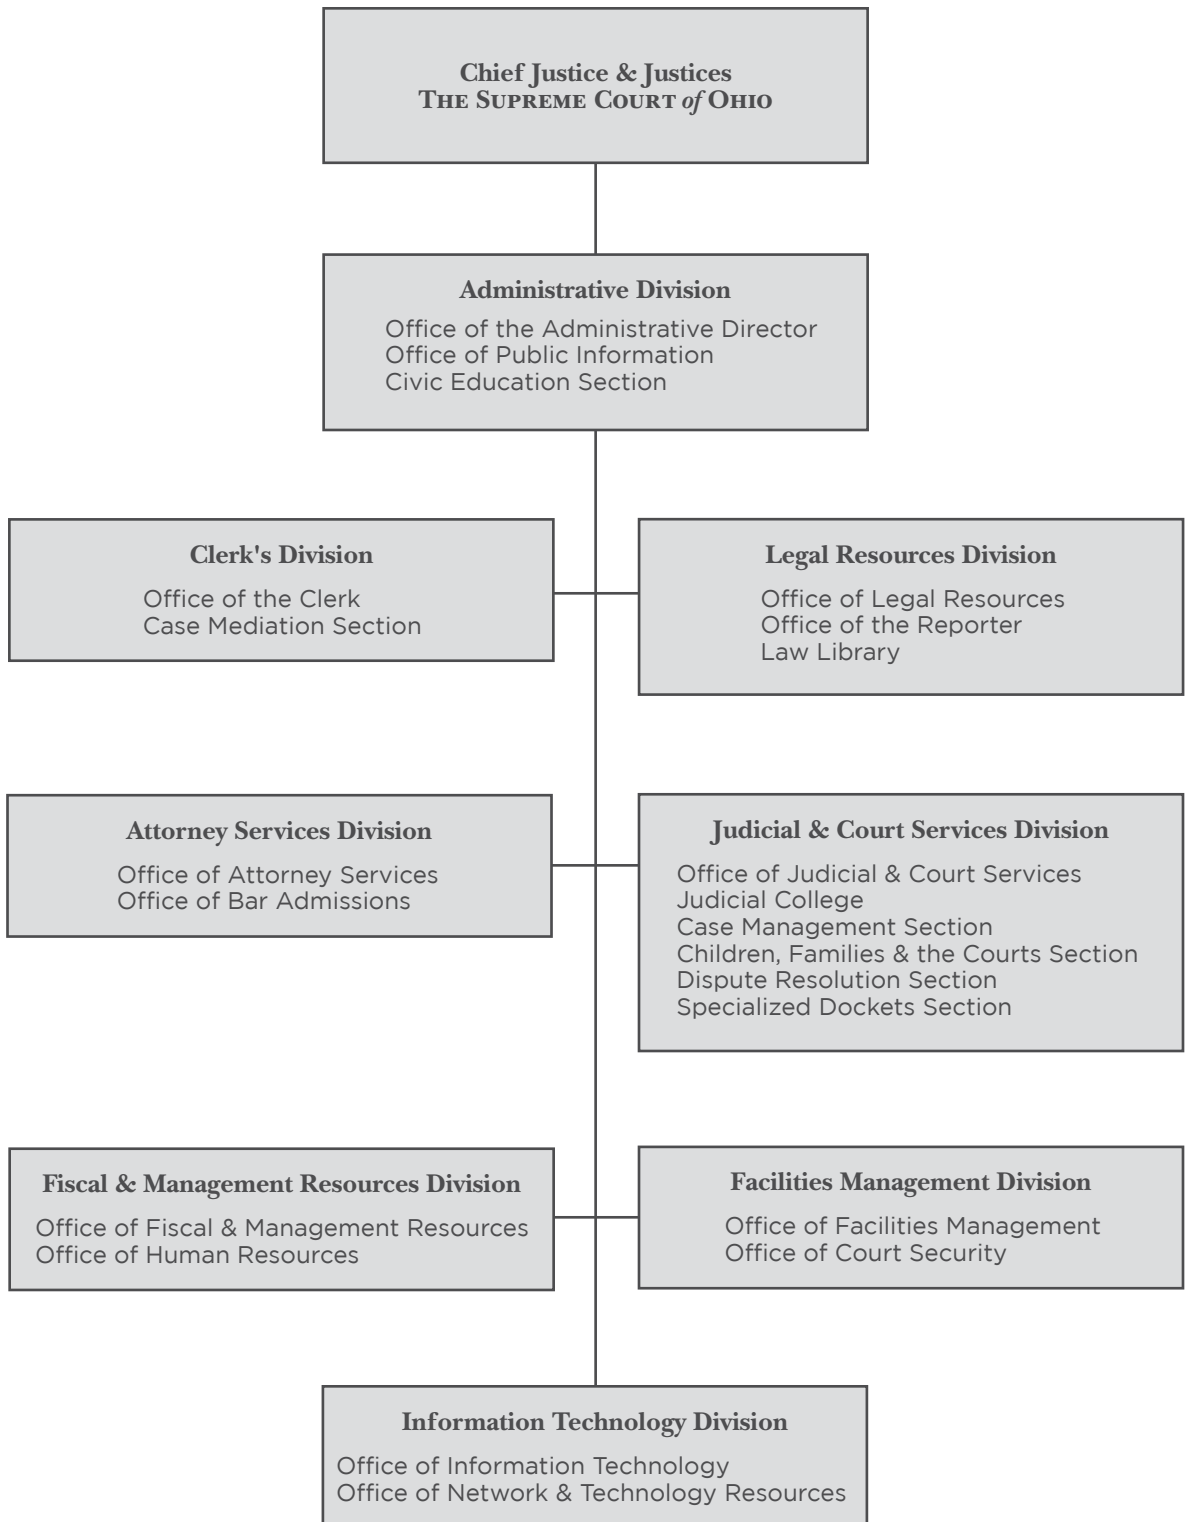 Chief Justice & Justices
THE SUPREME COURT of OHIO
Administrative Division
Office of the Administrative Director
Office of Public Information
Civic Education Section
Clerk's Division
Office of the Clerk
Case Mediation Section
Legal Resources Division
Office of Legal Resources
Office of the Reporter
Law Library
Attorney Services Division
Office of Attorney Services
Office of Bar Admissions
Judicial & Court Services Division
Office of Judicial & Court Services
Judicial College
Case Management Section
Children, Families & the Courts Section
Dispute Resolution Section
Specialized Dockets Section
Fiscal & Management Resources Division
Office of Fiscal & Management Resources
Office of Human Resources
Facilities Management Division
Office of Facilities Management
Office of Court Security
Information Technology Division
Office of Information Technology
Office of Network & Technology Resources